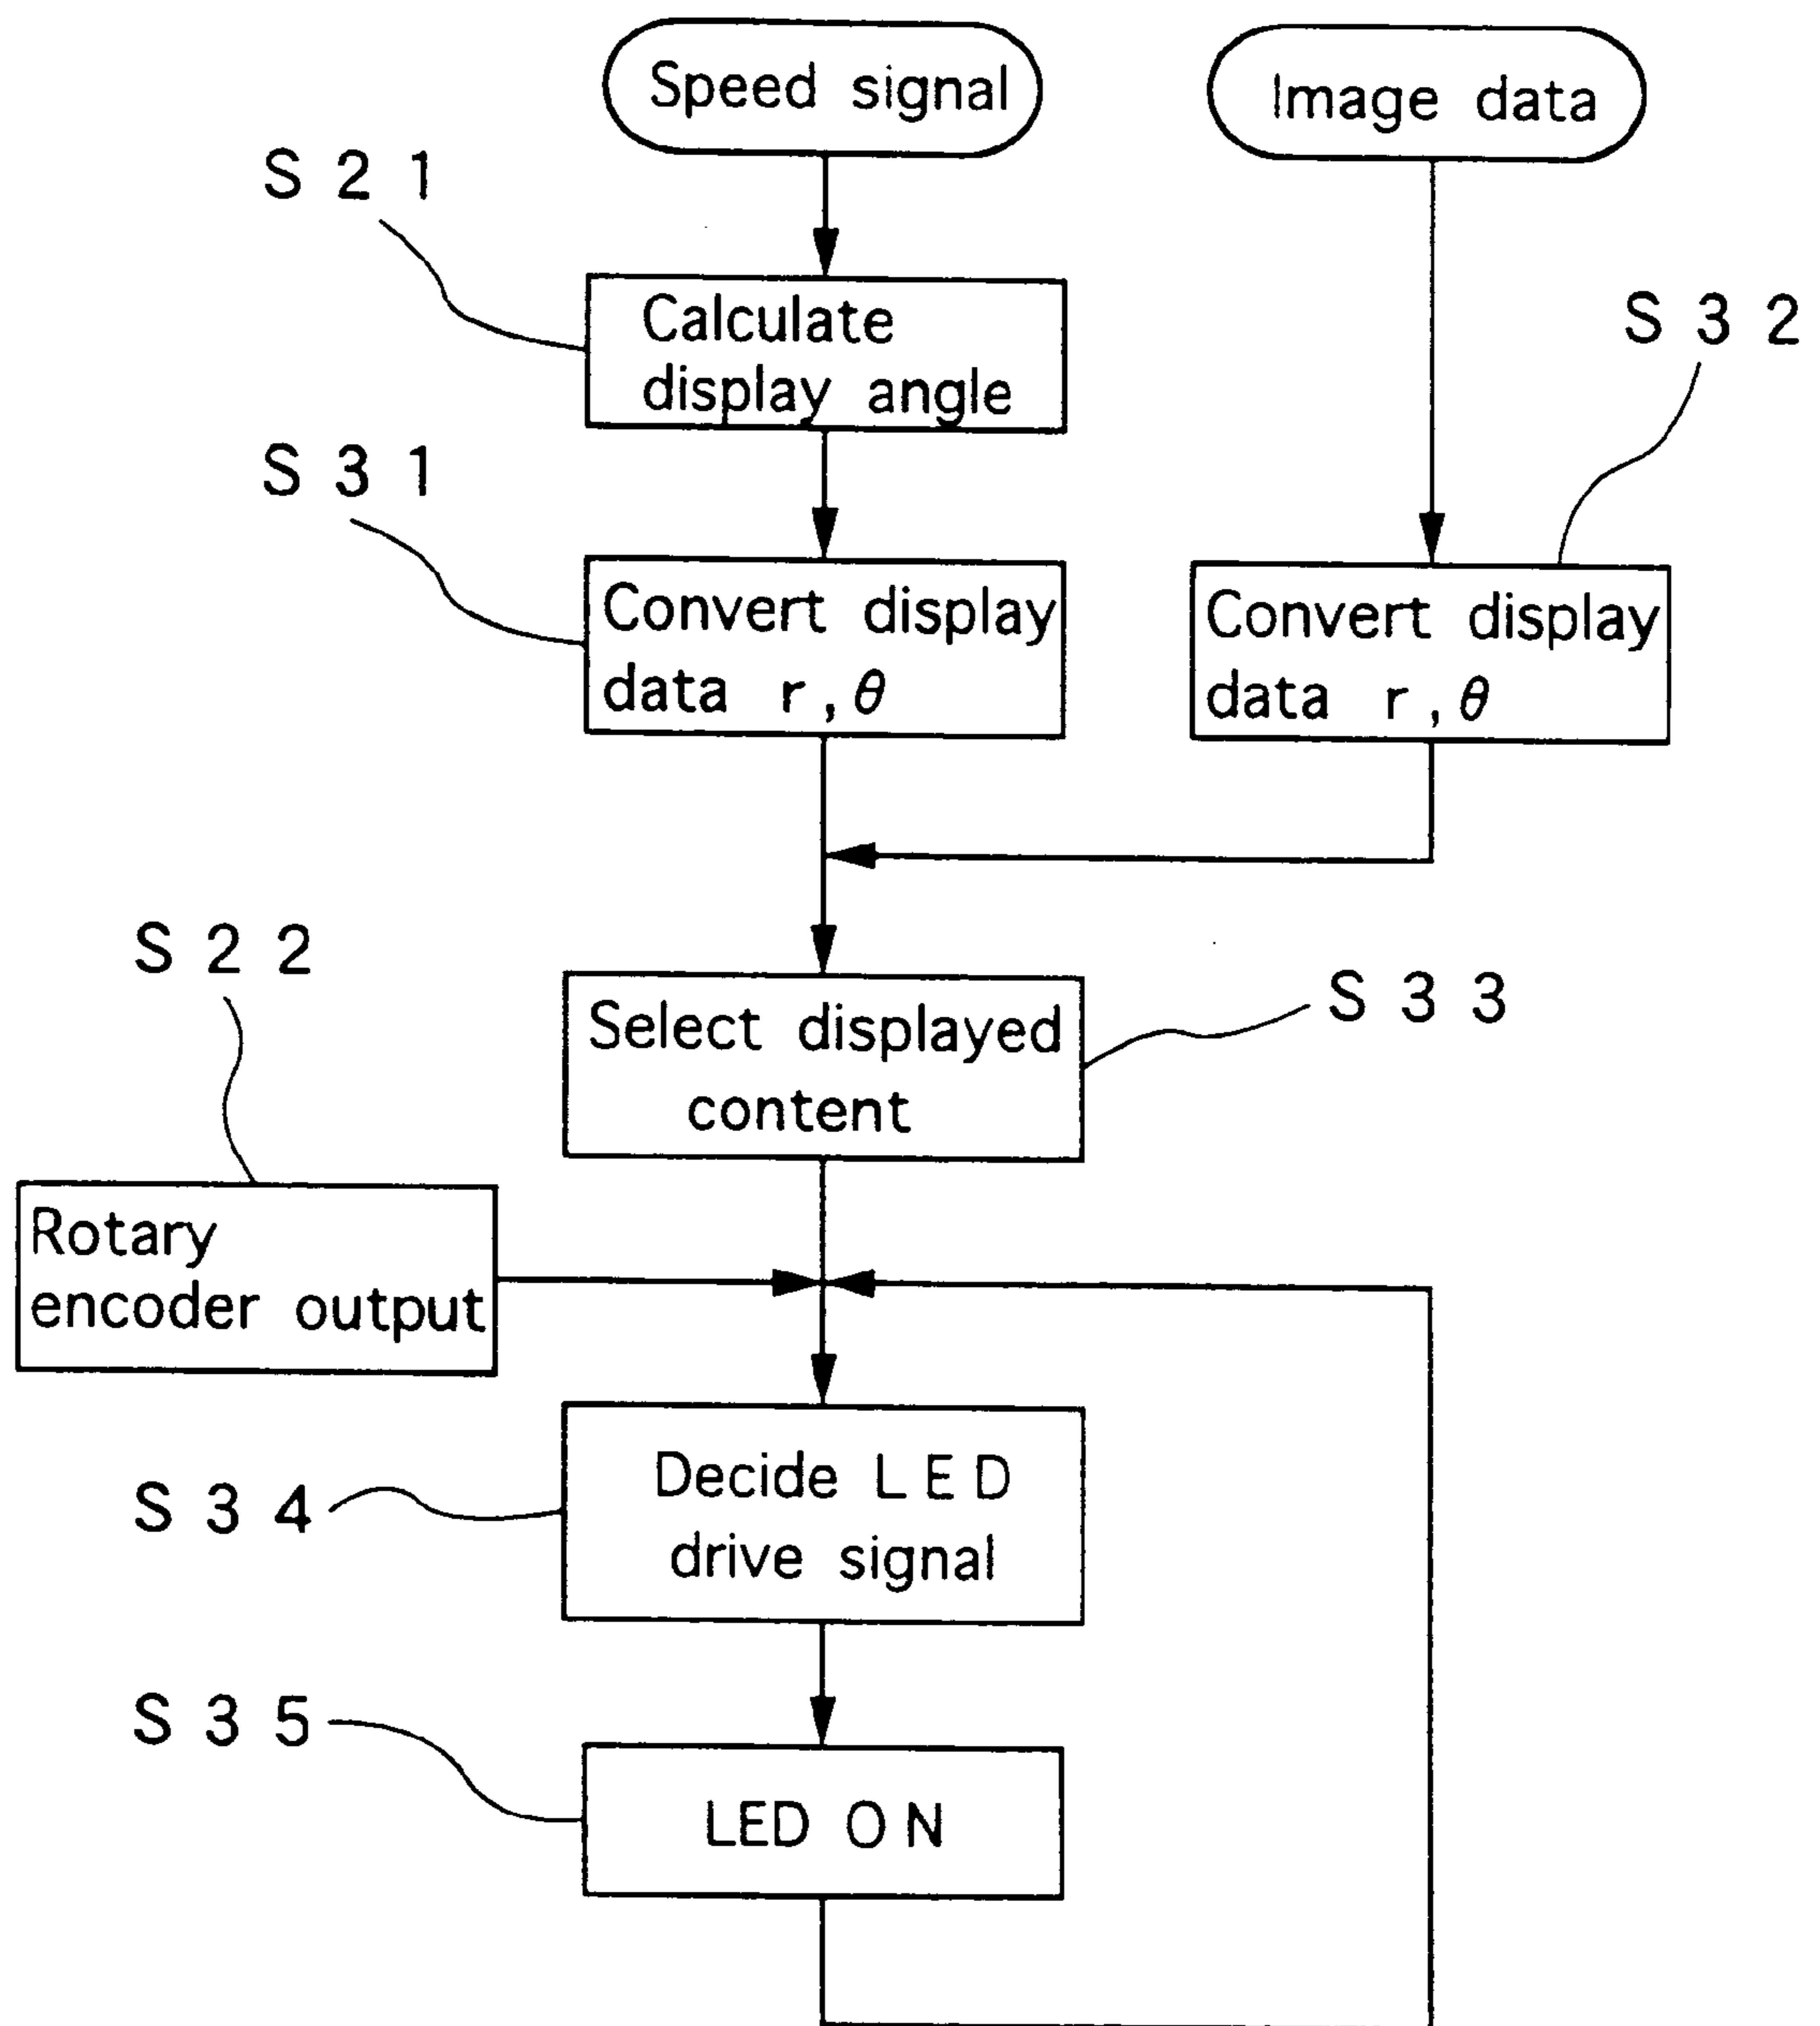 Speed signal
Image data
S 2 1
Calculate
display angle
S 3 2
S 3 1
Convert display
data r, θ
Convert display
data r, θ
S 2 2
S 3 3
Select displayed
content
Rotary
encoder output
S 3 4
Decide L E D
drive signal
S 3 5
LED O N